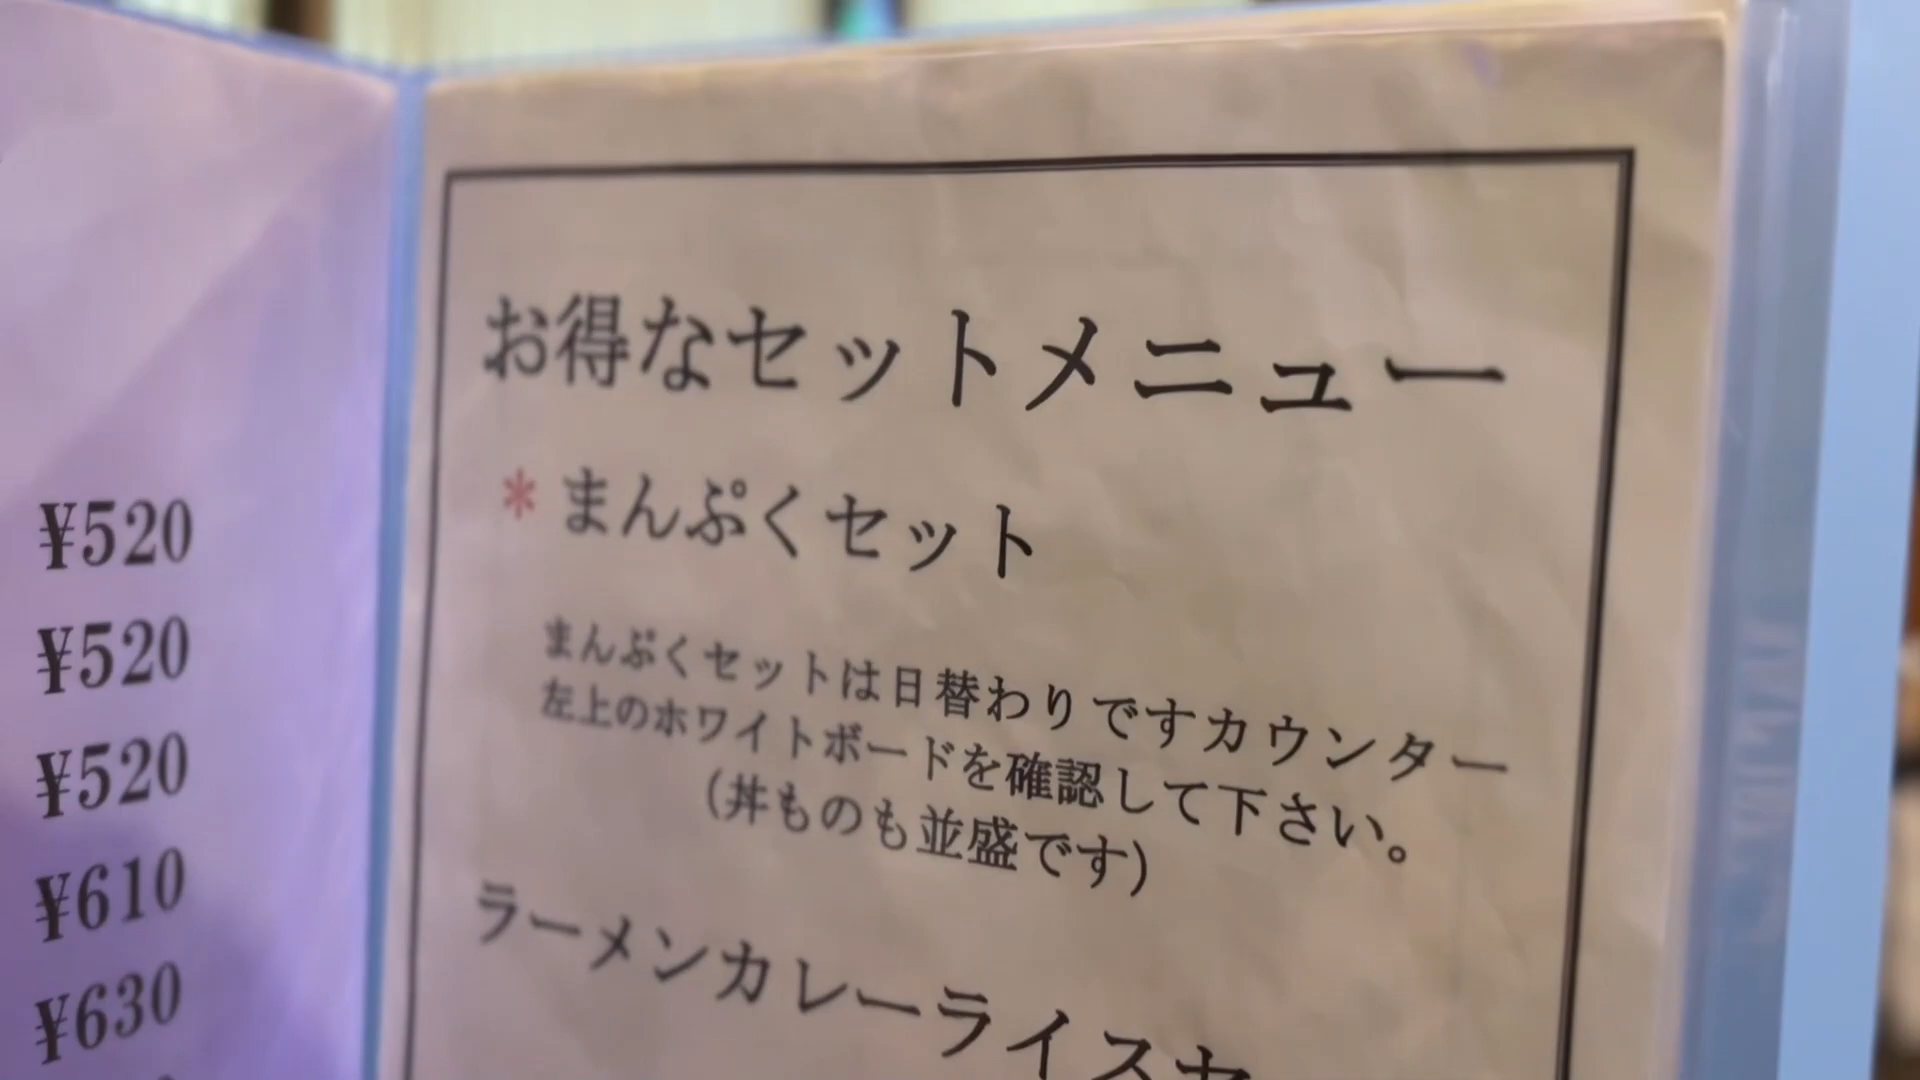 ¥520
¥520
¥520
¥610
¥630
お得なセットメニュー
* まんぷくセット
まんぷくセットは日替わりですカウンター
左上のホワイトボードを確認して下さい。
(丼ものも並盛です)
ラーメンカレーライスセ